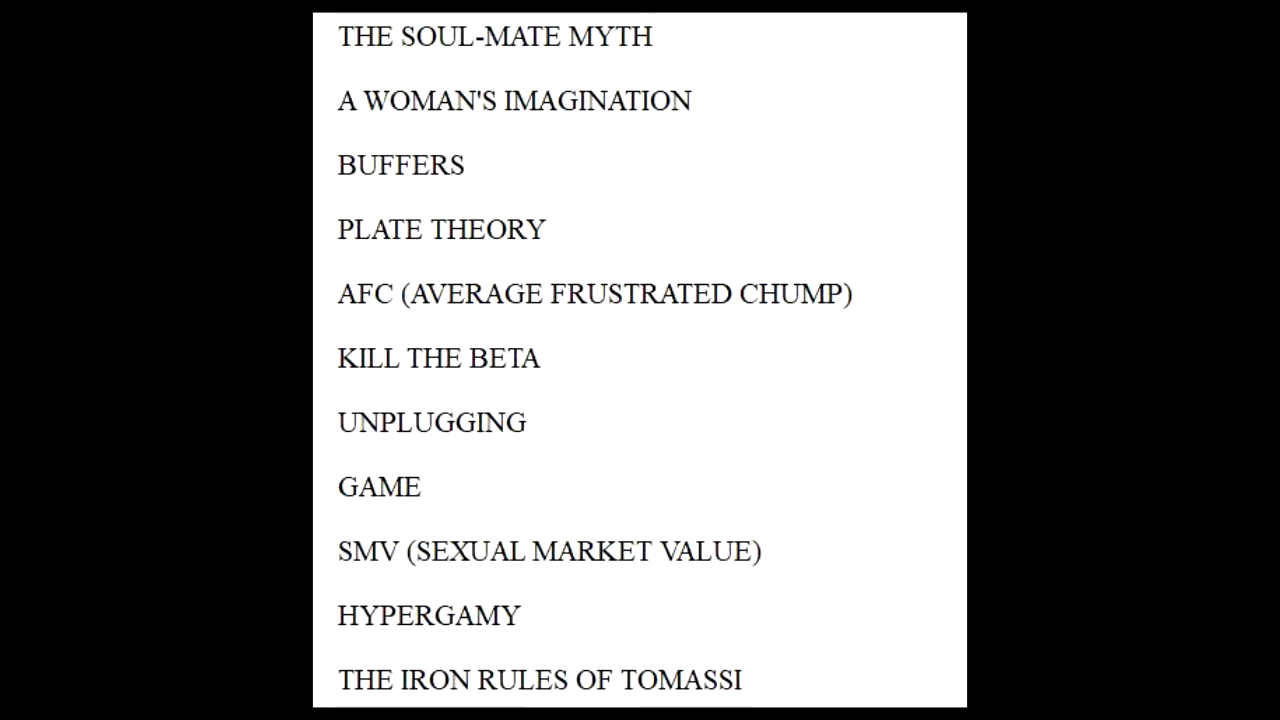 THE SOUL-MATE MYTH
A WOMAN'S IMAGINATION
BUFFERS
PLATE THEORY
AFC (AVERAGE FRUSTRATED CHUMP)
KILL THE BETA
UNPLUGGING
GAME
SMV (SEXUAL MARKET VALUE)
HYPERGAMY
THE IRON RULES OF TOMASSI